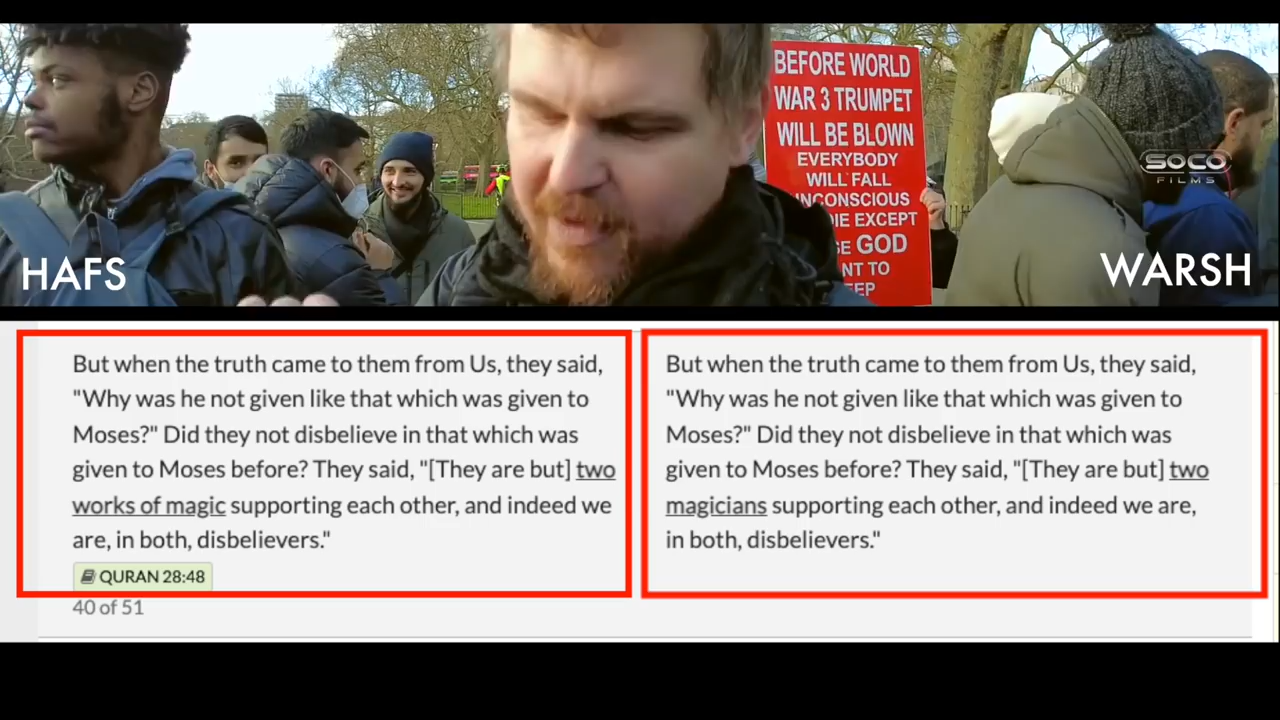 BEFORE WORLD
WAR 3 TRUMPET
WILL BE BLOWN
EVERYBODY
WILL FALL
EXCEPT
GOD
TO
SOCO
FILMS
HAFS
WARSH
But when the truth came to them from Us, they said,
"Why was he not given like that which was given to
Moses?" Did they not disbelieve in that which was
given to Moses before? They said, "[They are but] two
works of magic supporting each other, and indeed we
are, in both, disbelievers."
QURAN 28:48
40 of 51
But when the truth came to them from Us, they said,
"Why was he not given like that which was given to
Moses?" Did they not disbelieve in that which was
given to Moses before? They said, "[They are but] two
magicians supporting each other, and indeed we are,
in both, disbelievers."